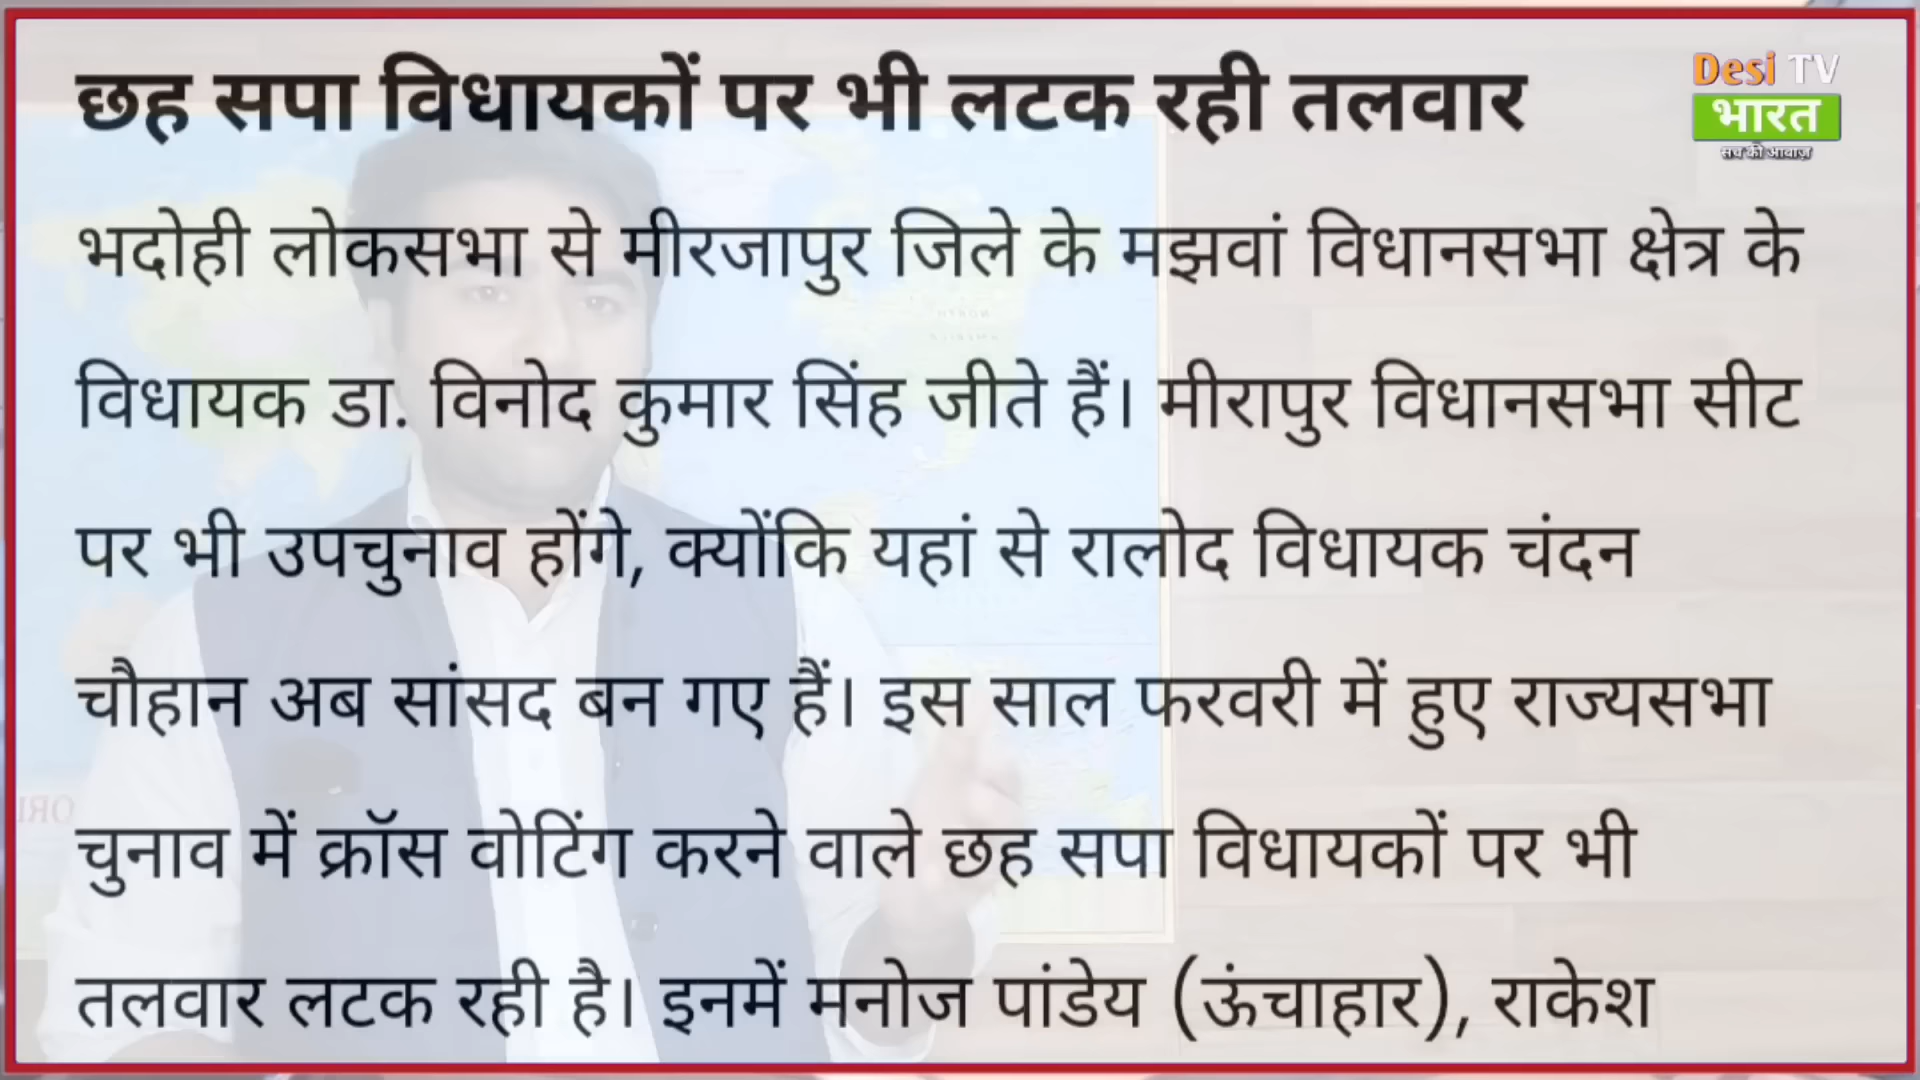 छह सपा विधायकों पर भी लटक रही तलवार
Desi TV
भारत
सच की आवाज़
भदोही लोकसभा से मीरजापुर जिले के मझवां विधानसभा क्षेत्र के
विधायक डा. विनोद कुमार सिंह जीते हैं। मीरापुर विधानसभा सीट
पर भी उपचुनाव होंगे, क्योंकि यहां से रालोद विधायक चंदन
चौहान अब सांसद बन गए हैं। इस साल फरवरी में हुए राज्यसभा
चुनाव में क्रॉस वोटिंग करने वाले छह सपा विधायकों पर भी
तलवार लटक रही है। इनमें मनोज पांडेय (ऊंचाहार), राकेश